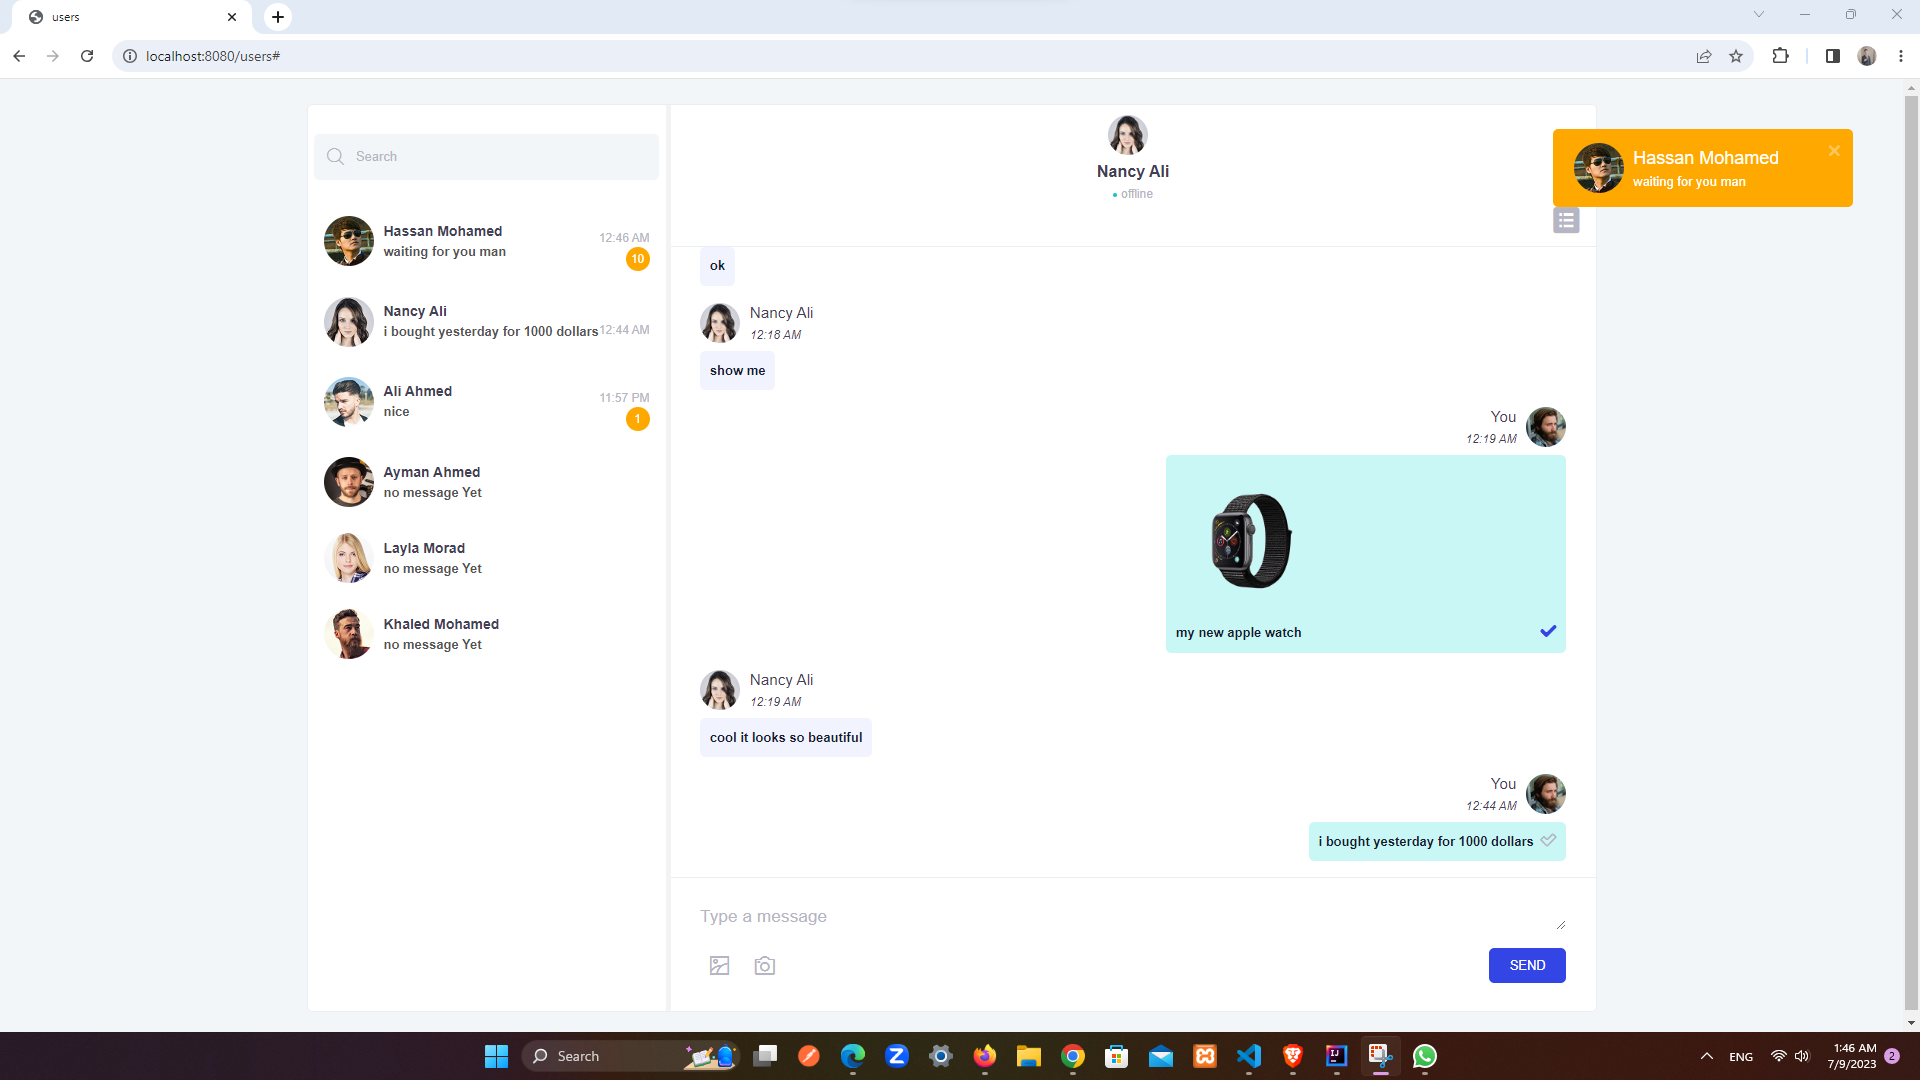 users
localhost:8080/users#
Search
Hassan Mohamed
waiting for you man
12:46 AM
10
Nancy Ali
i bought yesterday for 1000 dollars
12:44 AM
Ali Ahmed
nice
11:57 PM
1
Ayman Ahmed
no message Yet
Layla Morad
no message Yet
Khaled Mohamed
no message Yet
Nancy Ali
offline
Hassan Mohamed
waiting for you man
ok
Nancy Ali
12:18 AM
show me
You
12:19 AM
my new apple watch
Nancy Ali
12:19 AM
cool it looks so beautiful
You
12:44 AM
i bought yesterday for 1000 dollars
Type a message
SEND
Search
ENG
1:46 AM
7/9/2023
2